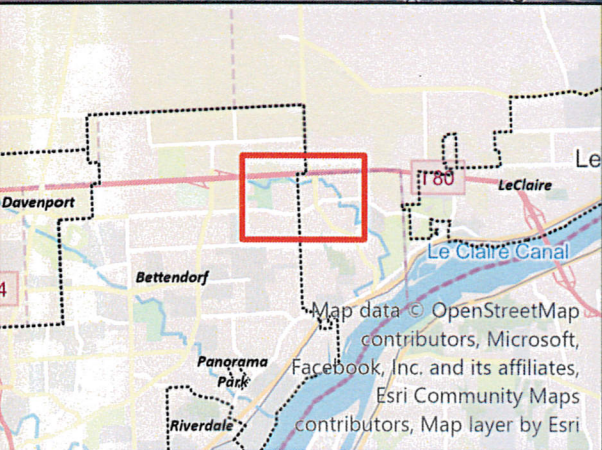 Le
I 80
Davenport
LeClaire
Le Claire Canal
Bettendorf
4
Map data © OpenStreetMap
contributors, Microsoft,
Panorama
Park
Facebook, Inc. and its affiliates,
Esri Community Maps
Riverdale
contributors, Map layer by Esri